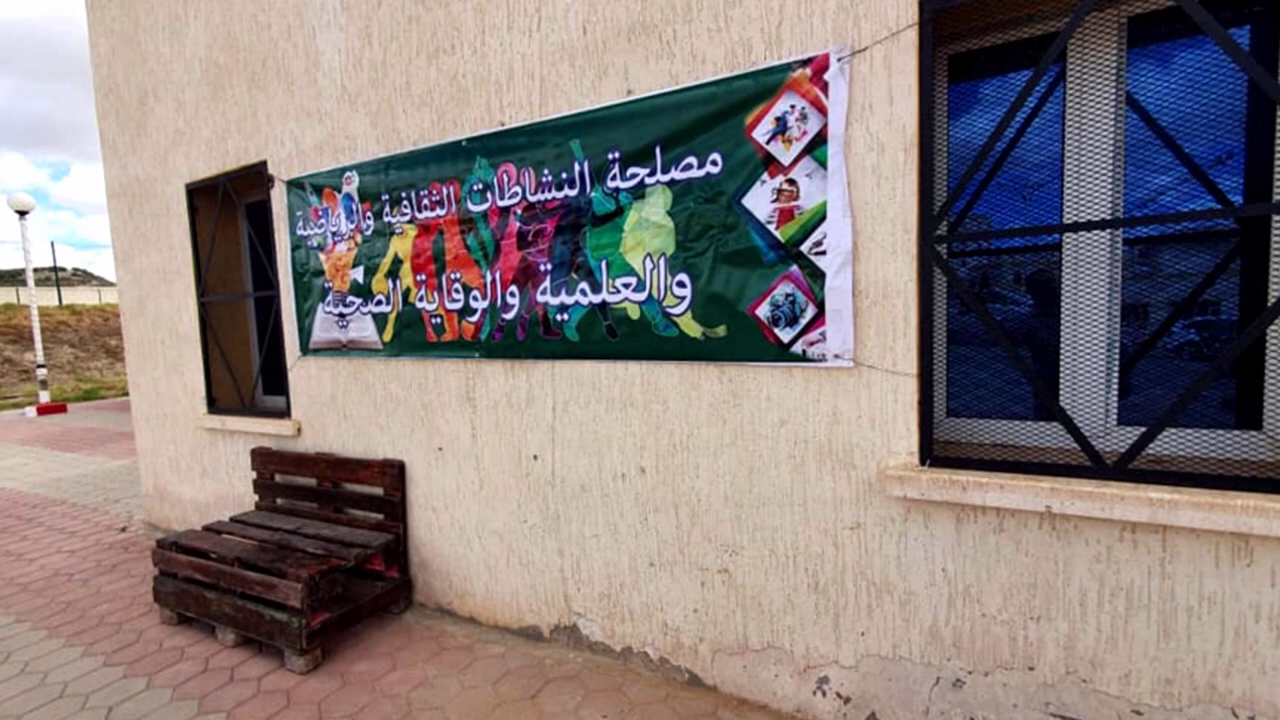 مصلحة النشاطات الثقافية والرياضية
والعلمية والوقاية الصحية